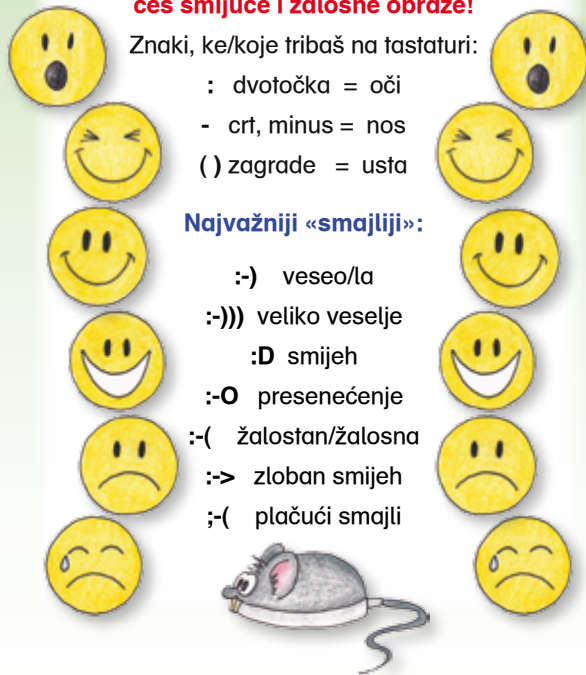 ćeš smijuće i žalosne obraze!
Znaki, ke/koje tribaš na tastaturi:
: dvotočka = oči
- crt, minus = nos
( ) zagrade = usta
Najvažniji «smajliji»:
:-) veseo/la
:-))) veliko veselje
:D smijeh
:-O presenećenje
:-( žalostan/žalosna
:-> zloban smijeh
;-( plačući smajli